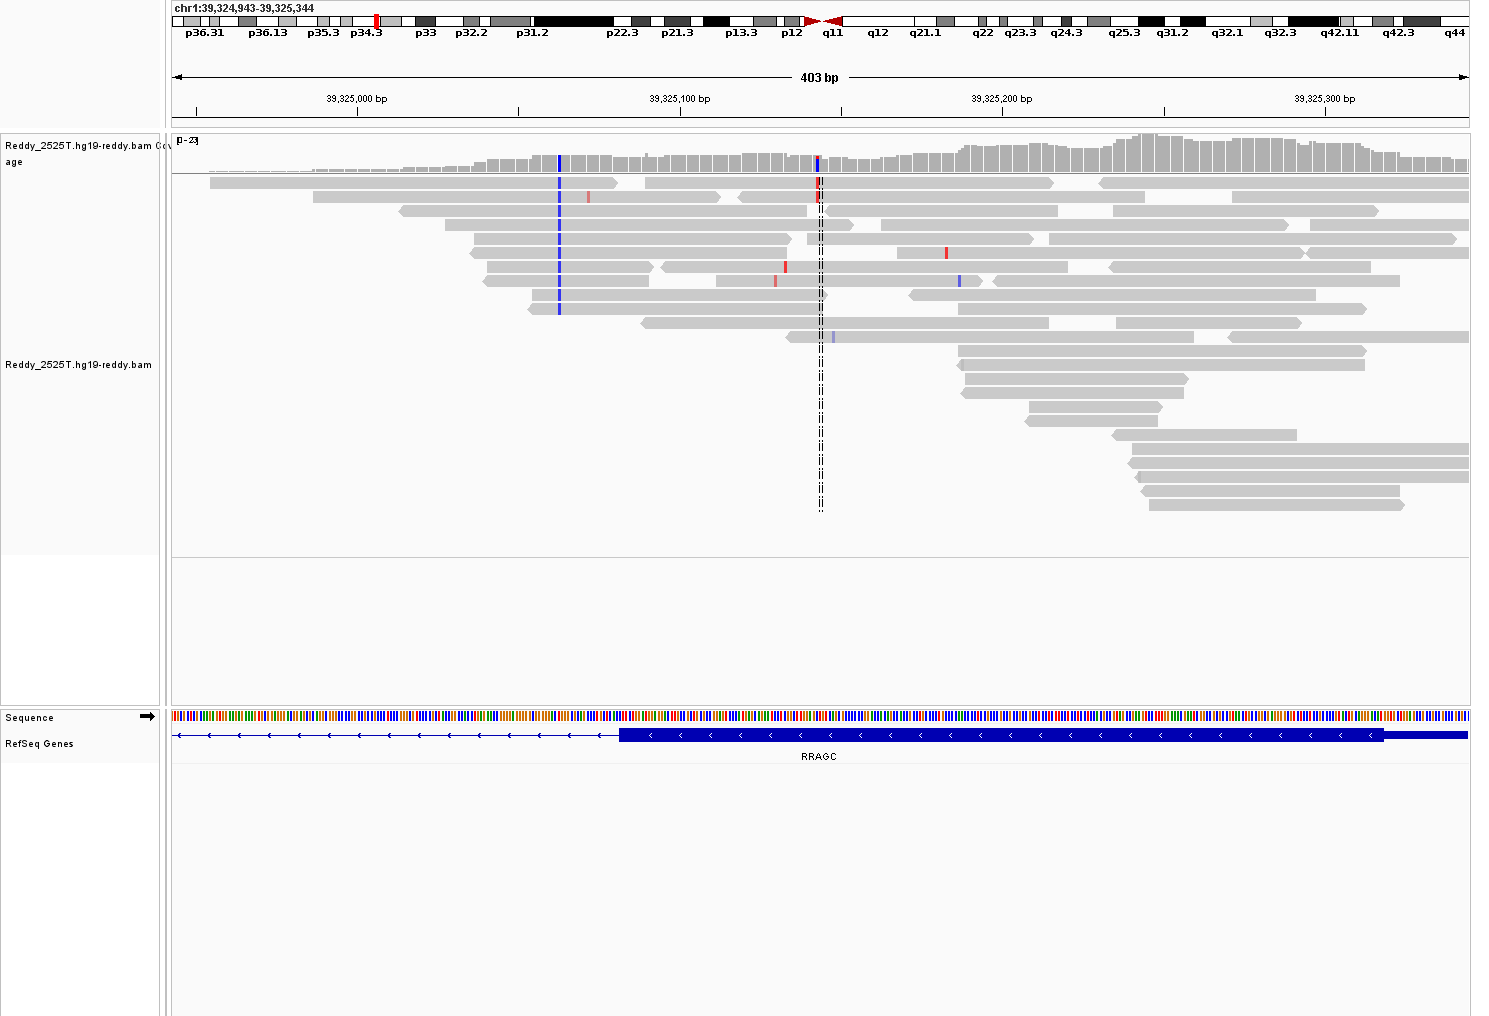 chr1:39,324,943-39,325,344
p36.31 p36.13 p35.3 p34.3 p33 p32.2 p31.2 p22.3 p21.3 p13.3 p12 q11 q12 q21.1 q22 q23.3 q24.3 q25.3 q31.2 q32.1 q32.3 q42.11 q42.3 q44
403 bp
39,325,000 bp 39,325,100 bp 39,325,200 bp 39,325,300 bp
[0 - 23]
Reddy_2525T.hg19-reddy.bam Cov
age
Reddy_2525T.hg19-reddy.bam
Sequence
RefSeq Genes
RRAGC